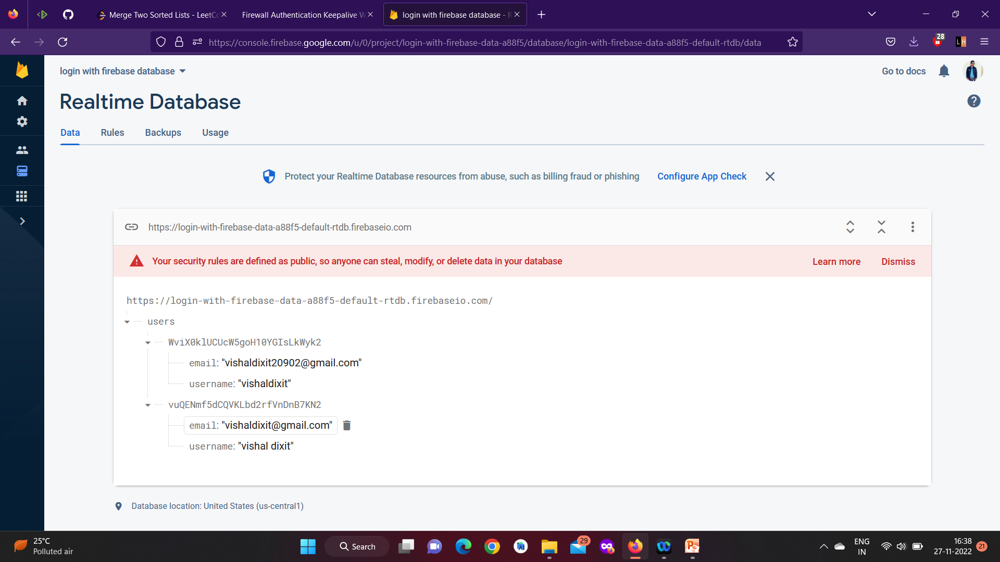 Merge Two Sorted Lists - LeetCo
Firewall Authentication Keepalive W
login with firebase database - R
https://console.firebase.google.com/u/0/project/login-with-firebase-data-a88f5/database/login-with-firebase-data-a88f5-default-rtdb/data
28
L H
login with firebase database
Go to docs
Realtime Database
?
Data Rules Backups Usage
Protect your Realtime Database resources from abuse, such as billing fraud or phishing Configure App Check
https://login-with-firebase-data-a88f5-default-rtdb.firebaseio.com
Your security rules are defined as public, so anyone can steal, modify, or delete data in your database Learn more Dismiss
https://login-with-firebase-data-a88f5-default-rtdb.firebaseio.com/
users
WviX0klUCUcW5goH10YGIsLkWyk2
email: "vishaldixit20902@gmail.com"
username: "vishaldixit"
vuQENmf5dCQVKLbd2rfVnDnB7KN2
email: "vishaldixit@gmail.com"
username: "vishal dixit"
Database location: United States (us-central1)
25°C
Polluted air
Search
29
ENG
IN
16:38
27-11-2022
21